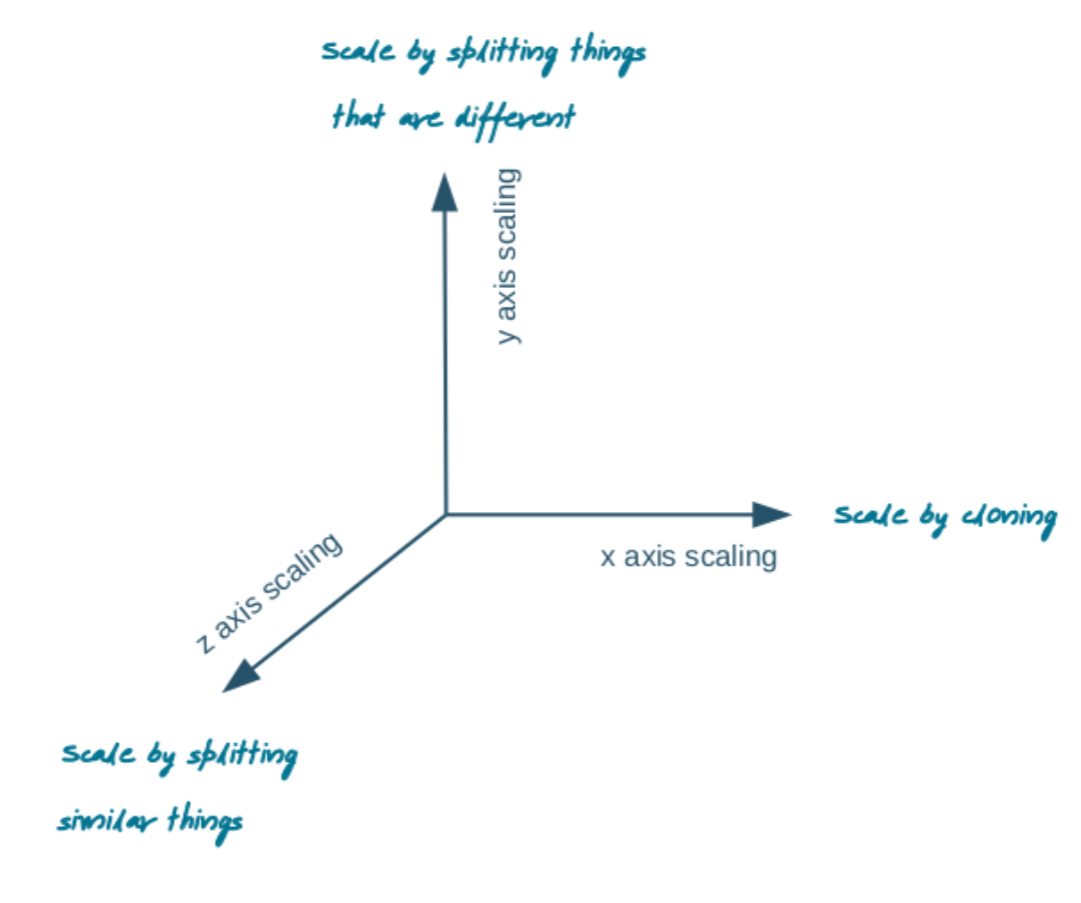 Scale by splitting things
that are different
y axis scaling
Scale by cloning
x axis scaling
z axis scaling
Scale by splitting
similar things